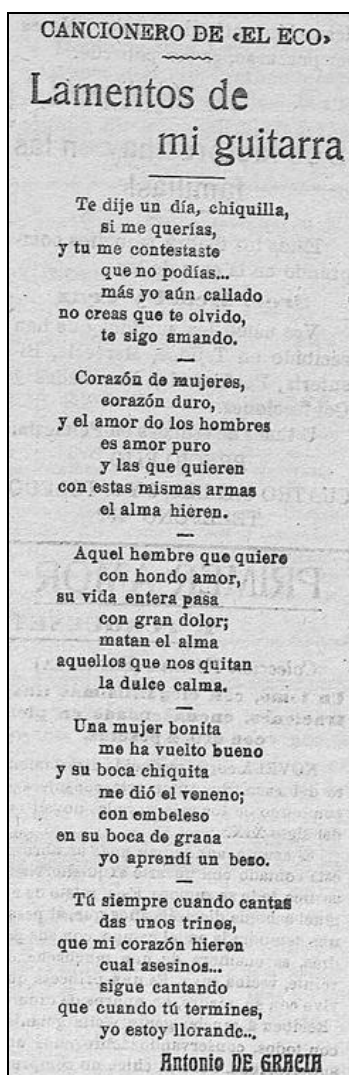 CANCIONERO DE «EL ECO»
Lamentos de
mi guitarra
Te dije un día, chiquilla,
si me querías,
y tu me contestaste
que no podías...
más yo aún callado
no creas que te olvido,
te sigo amando.
—
Corazón de mujeres,
corazón duro,
y el amor do los hombres
es amor puro
y las que quieren
con estas mismas armas
el alma hieren.
—
Aquel hombre que quiere
con hondo amor,
su vida entera pasa
con gran dolor;
matan el alma
aquellos que nos quitan
la dulce calma.
—
Una mujer bonita
me ha vuelto bueno
y su boca chiquita
me dió el veneno;
con embeleso
en su boca de grana
yo aprendí un beso.
—
Tú siempre cuando cantas
das unos trinos,
que mi corazón hieren
cual asesinos...
sigue cantando
que cuando tú termines,
yo estoy llorando...
Antonio DE GRACIA